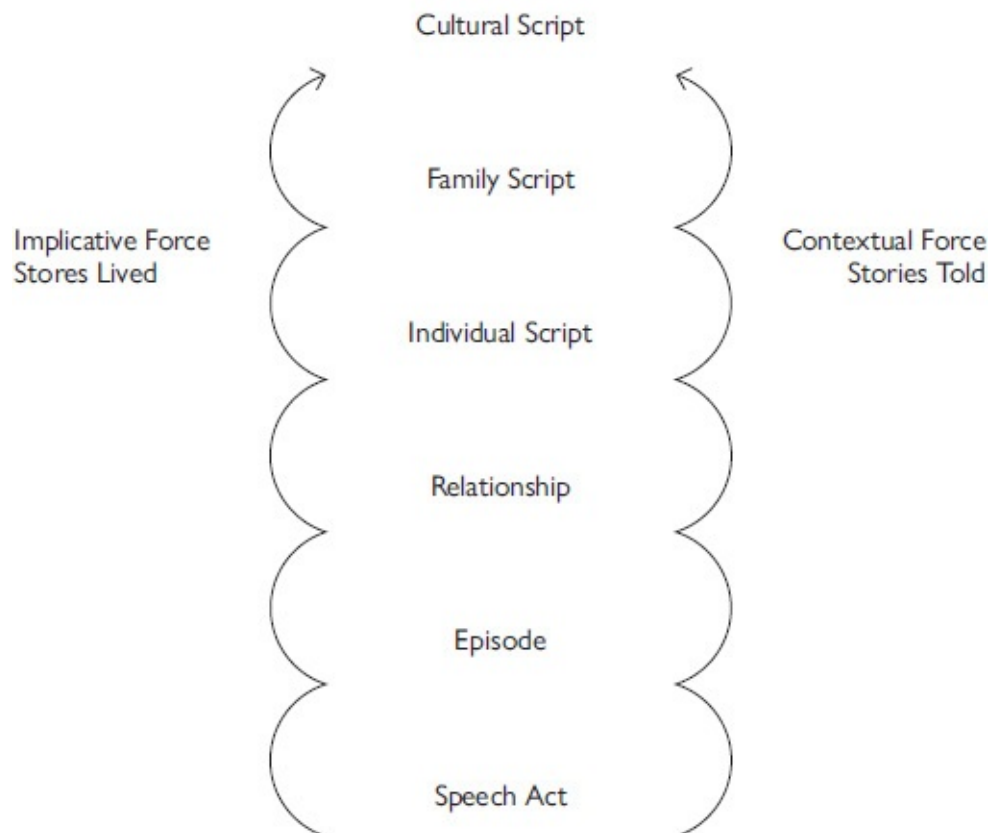 Cultural Script
Family Script
Implicative Force
Stores Lived
Contextual Force
Stories Told
Individual Script
Relationship
Episode
Speech Act